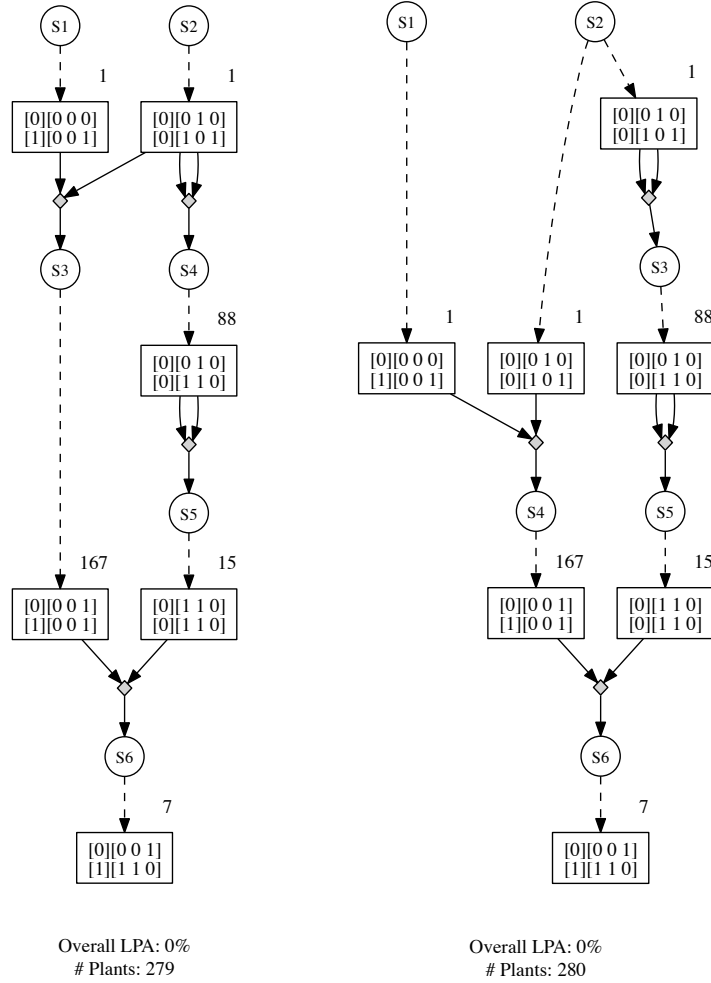 S1
S2
1
1
[0][0 0 0]
[1][0 0 1]
[0][0 1 0]
[0][1 0 1]
S3
S4
88
[0][0 1 0]
[0][1 1 0]
S5
167
15
[0][0 0 1]
[1][0 0 1]
[0][1 1 0]
[0][1 1 0]
S6
7
[0][0 0 1]
[1][1 1 0]
Overall LPA: 0%
# Plants: 279
S1
S2
1
[0][0 1 0]
[0][1 0 1]
S3
1
1
88
[0][0 0 0]
[1][0 0 1]
[0][0 1 0]
[0][1 0 1]
[0][0 1 0]
[0][1 1 0]
S4
S5
167
15
[0][0 0 1]
[1][0 0 1]
[0][1 1 0]
[0][1 1 0]
S6
7
[0][0 0 1]
[1][1 1 0]
Overall LPA: 0%
# Plants: 280